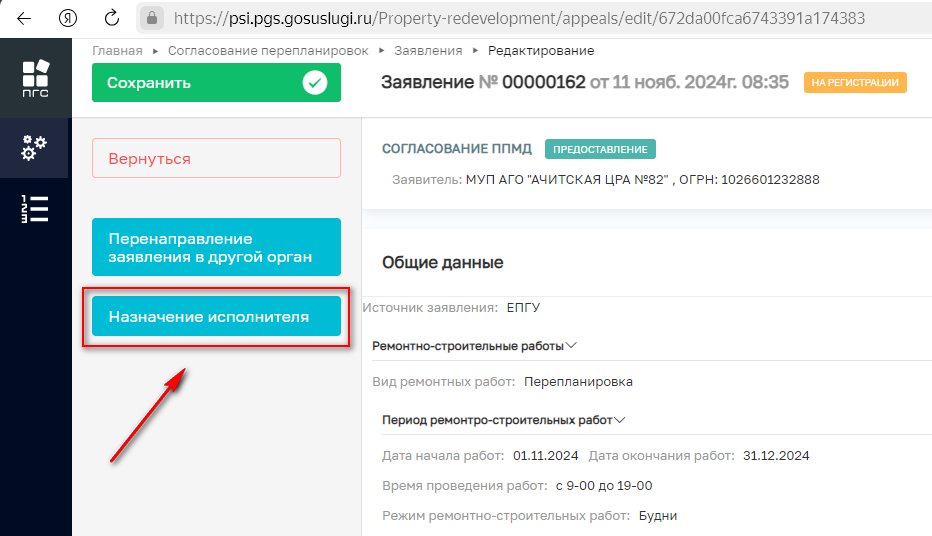 https://psi.pgs.gosuslugi.ru/Property-redevelopment/appeals/edit/672da00fca6743391a174383
Главная ▸ Согласование перепланировок ▸ Заявления ▸ Редактирование
пгс
Сохранить
Заявление № 00000162 от 11 нояб. 2024г. 08:35
НА РЕГИСТРАЦИИ
Вернуться
СОГЛАСОВАНИЕ ППМД ПРЕДОСТАВЛЕНИЕ
Заявитель: МУП АГО "АЧИТСКАЯ ЦРА №82" , ОГРН: 1026601232888
Перенаправление
заявления в другой орган
Назначение исполнителя
Общие данные
Источник заявления: ЕПГУ
Ремонтно-строительные работы
Вид ремонтных работ: Перепланировка
Период ремонтро-строительных работ
Дата начала работ: 01.11.2024 Дата окончания работ: 31.12.2024
Время проведения работ: с 9-00 до 19-00
Режим ремонтно-строительных работ: Будни